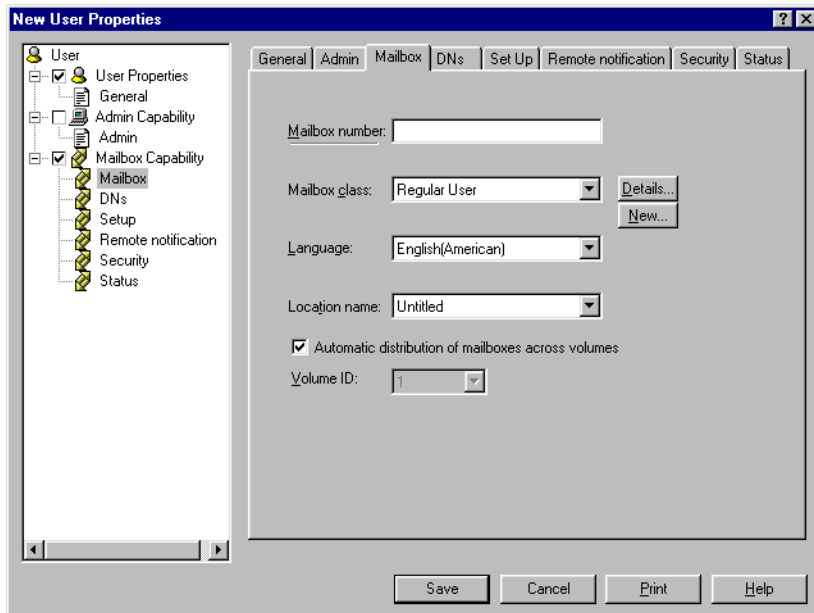 New User Properties
User
User Properties
General
Admin Capability
Admin
Mailbox Capability
Mailbox
DNs
Setup
Remote notification
Security
Status
General Admin Mailbox DNs Set Up Remote notification Security Status
Mailbox number:
Mailbox class: Regular User Details...
New...
Language: English(American)
Location name: Untitled
Automatic distribution of mailboxes across volumes
Volume ID: 1
Save Cancel Print Help